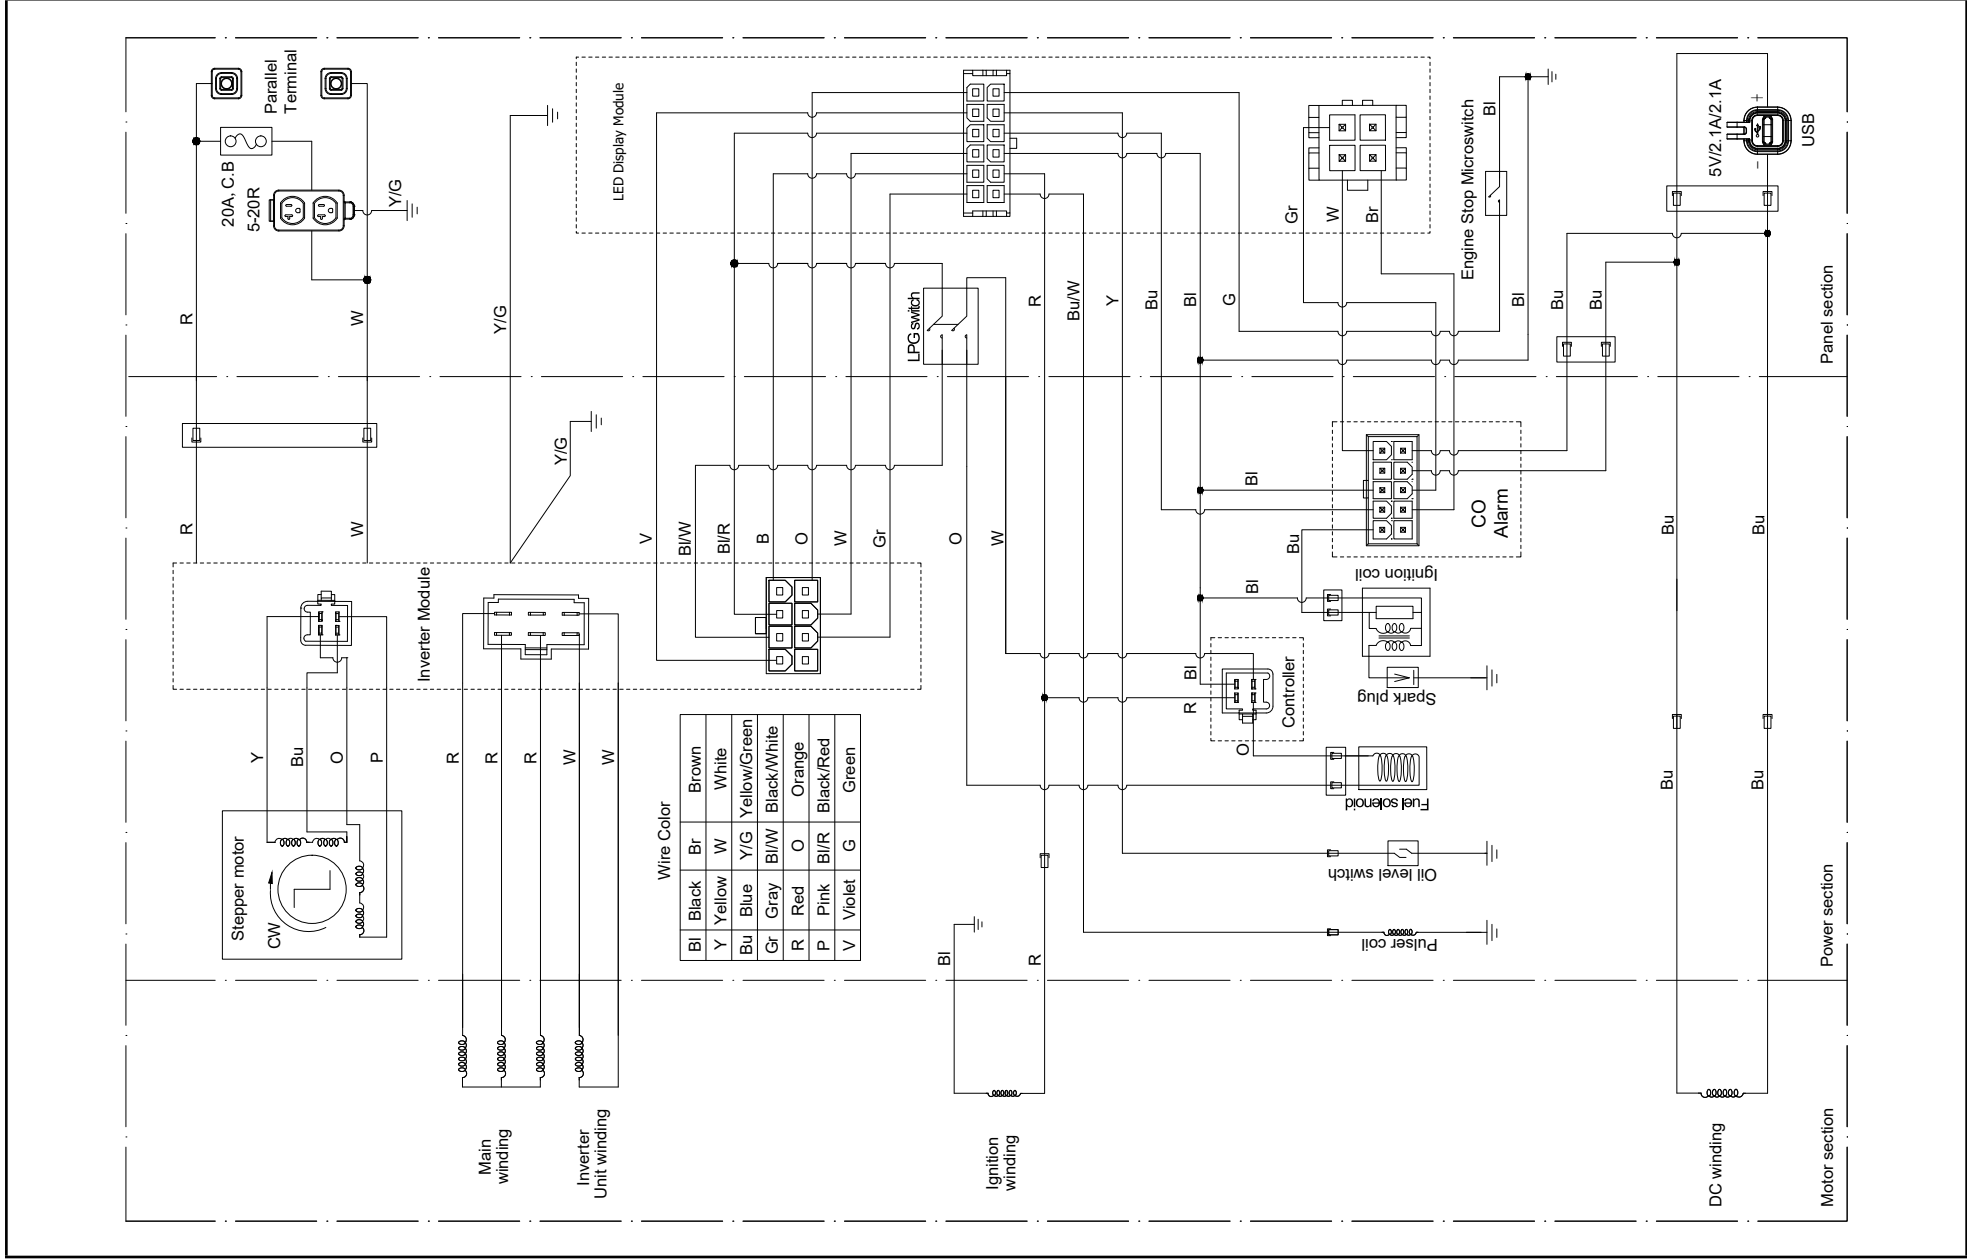 Parallel
Terminal
20A, C.B
5-20R
Y/G
R
W
Y/G
LED Display Module
Gr
W
Br
Engine Stop Microswitch
Bl
5V/2.1A/2.1A
+
−
USB
LPG switch
R
Bu/W
Y
Bu
Bl
G
Bl
Bu
Bu
Panel section
R
W
Y/G
V
Bl/W
Bl/R
B
O
W
Gr
O
W
Bl
Bu
CO
Alarm
Bu
Bu
Inverter Module
Ignition coil
Bl
Bl
R
Controller
Spark plug
O
Fuel solenoid
Oil level switch
Pulser coil
Y
Bu
O
P
R
R
R
W
W
Stepper motor
CW
Wire Color
Bl Black Br Brown
Y Yellow W White
Bu Blue Y/G Yellow/Green
Gr Gray Bl/W Black/White
R Red O Orange
P Pink Bl/R Black/Red
V Violet G Green
Bl
R
Bu
Bu
Power section
Main
winding
Inverter
Unit winding
Ignition
winding
DC winding
Motor section